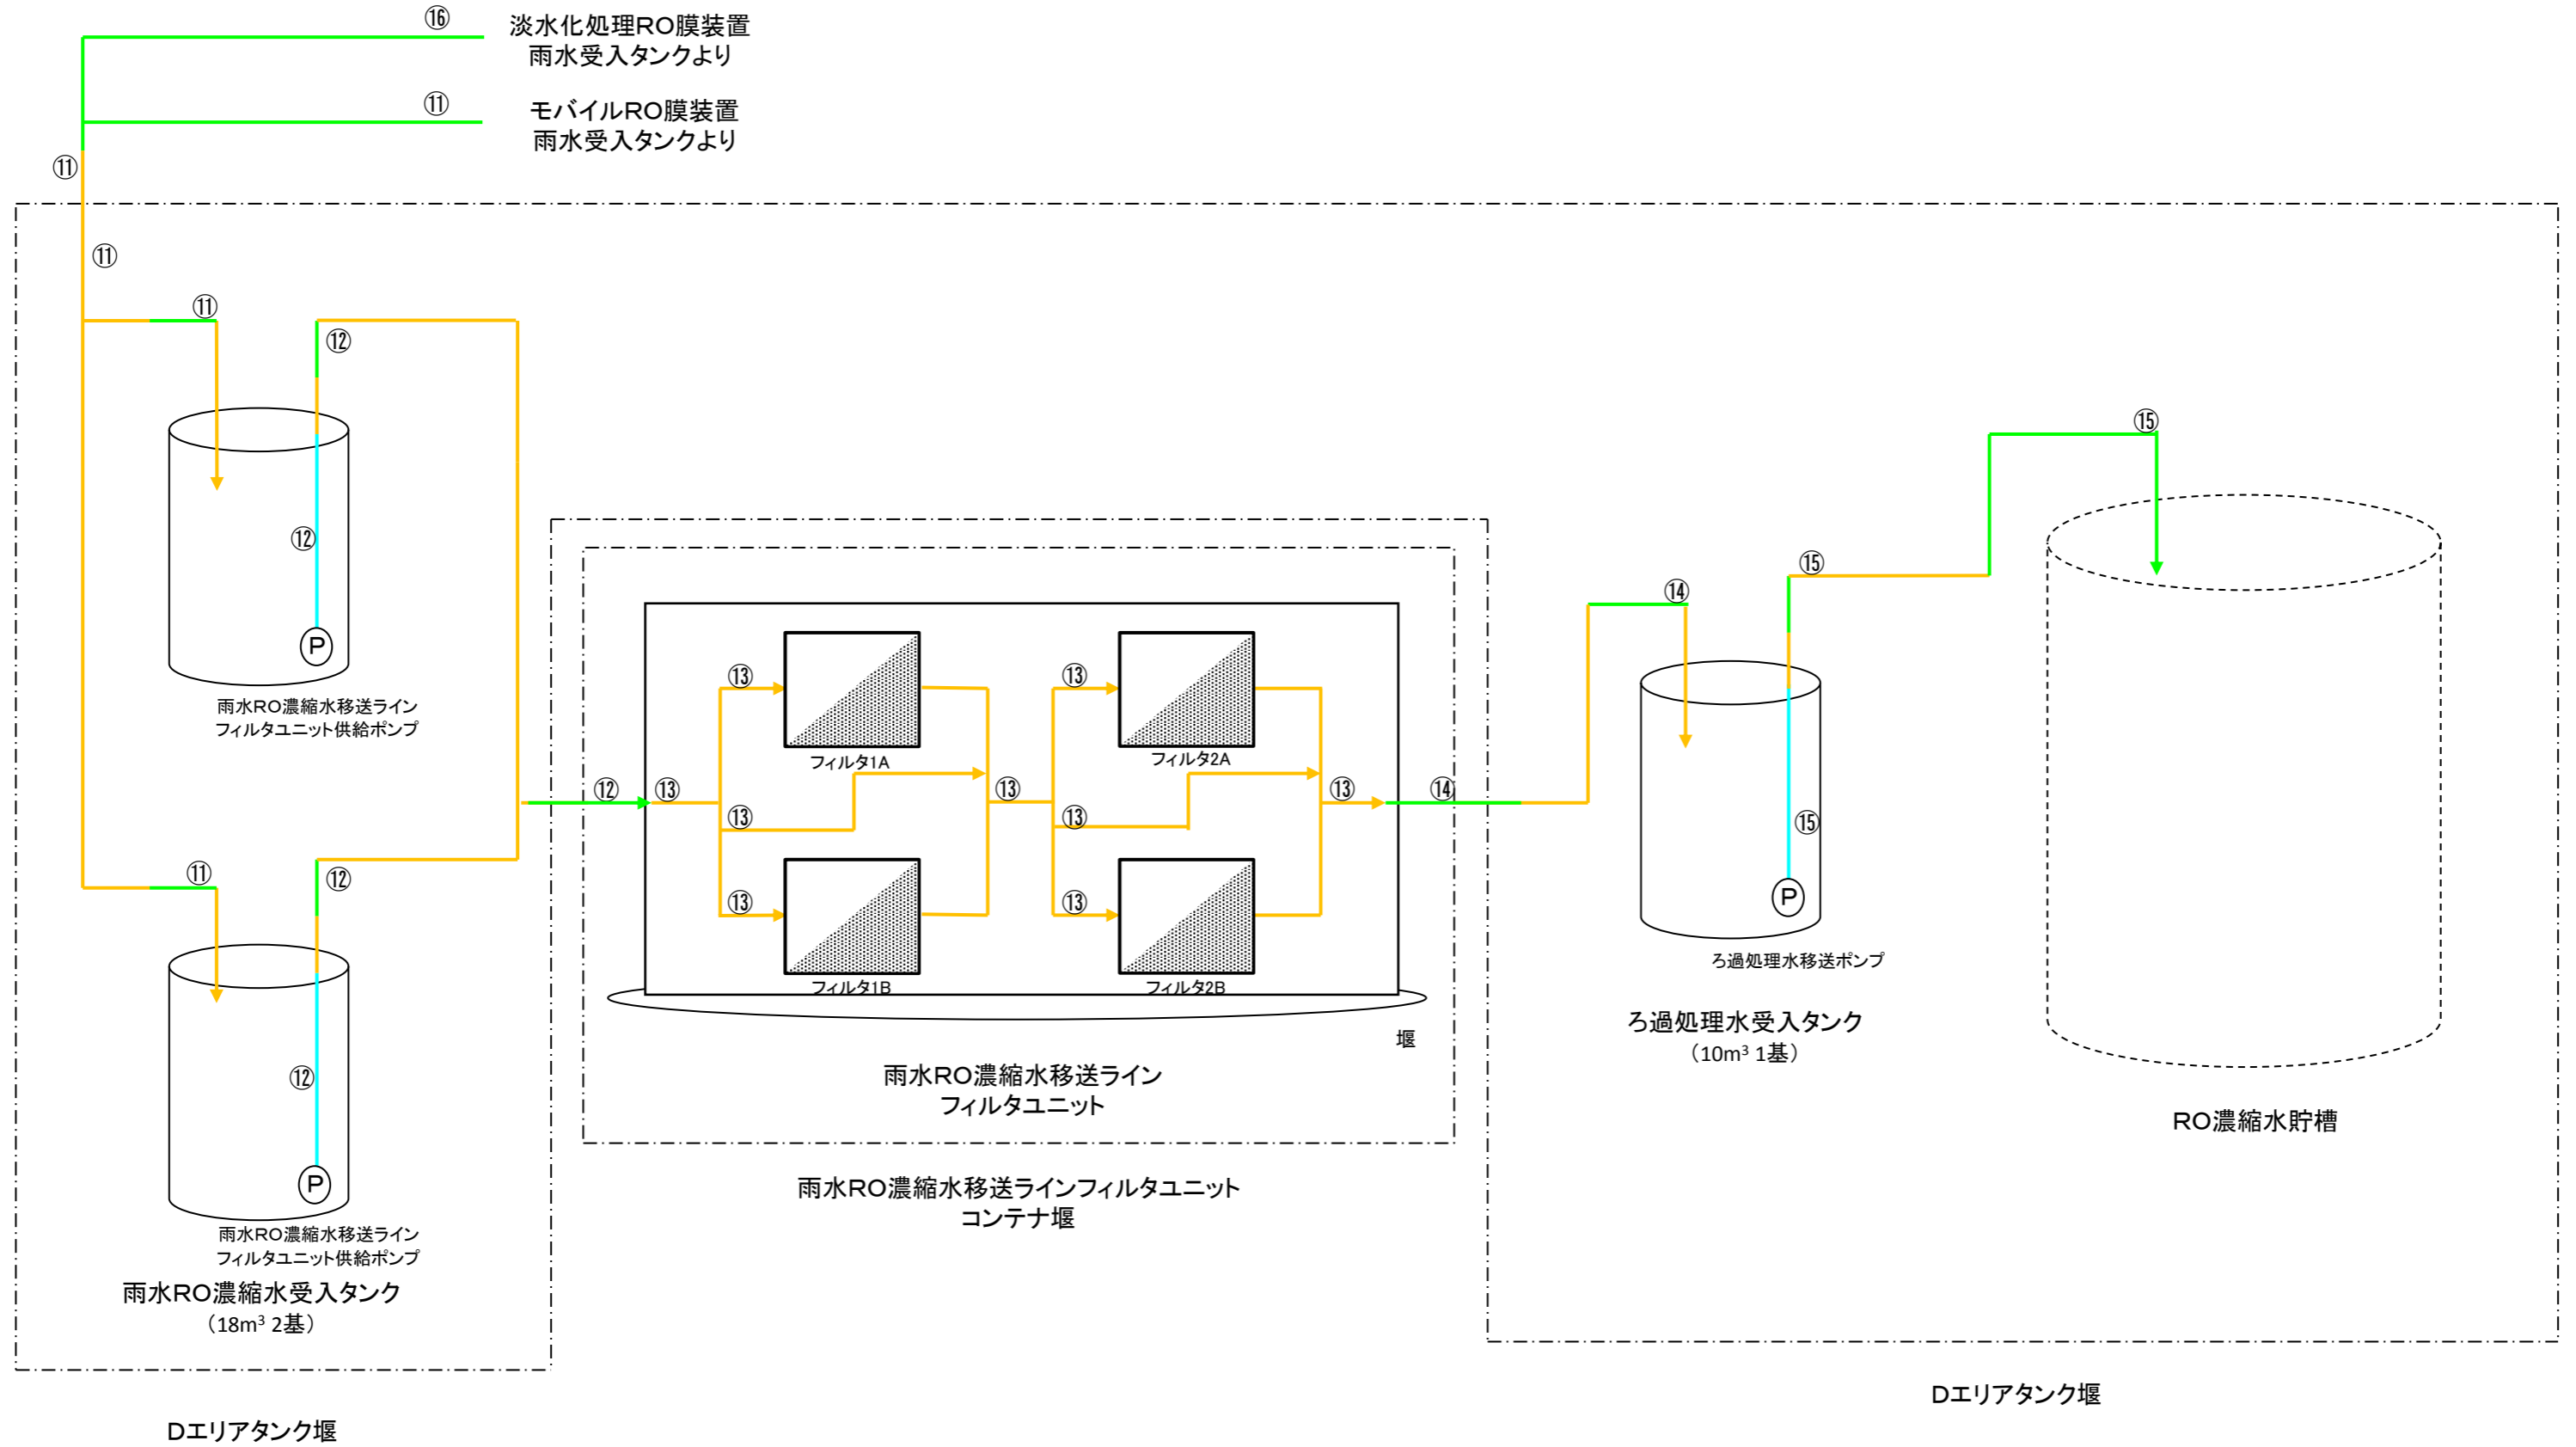 ⑯
淡水化処理RO膜装置
雨水受入タンクより
⑪
モバイルRO膜装置
雨水受入タンクより
⑪
⑪
⑪
⑫
⑫
P
雨水RO濃縮水移送ライン
フィルタユニット供給ポンプ
⑪
⑫
⑫
P
雨水RO濃縮水移送ライン
フィルタユニット供給ポンプ
雨水RO濃縮水受入タンク
（18m³ 2基）
Dエリアタンク堰
⑫
⑬
⑬
⑬
⑬
フィルタ1A
フィルタ1B
⑬
⑬
⑬
⑬
フィルタ2A
フィルタ2B
⑬
⑭
堰
雨水RO濃縮水移送ライン
フィルタユニット
雨水RO濃縮水移送ラインフィルタユニット
コンテナ堰
⑭
⑮
⑮
P
ろ過処理水移送ポンプ
ろ過処理水受入タンク
（10m³ 1基）
⑮
RO濃縮水貯槽
Dエリアタンク堰